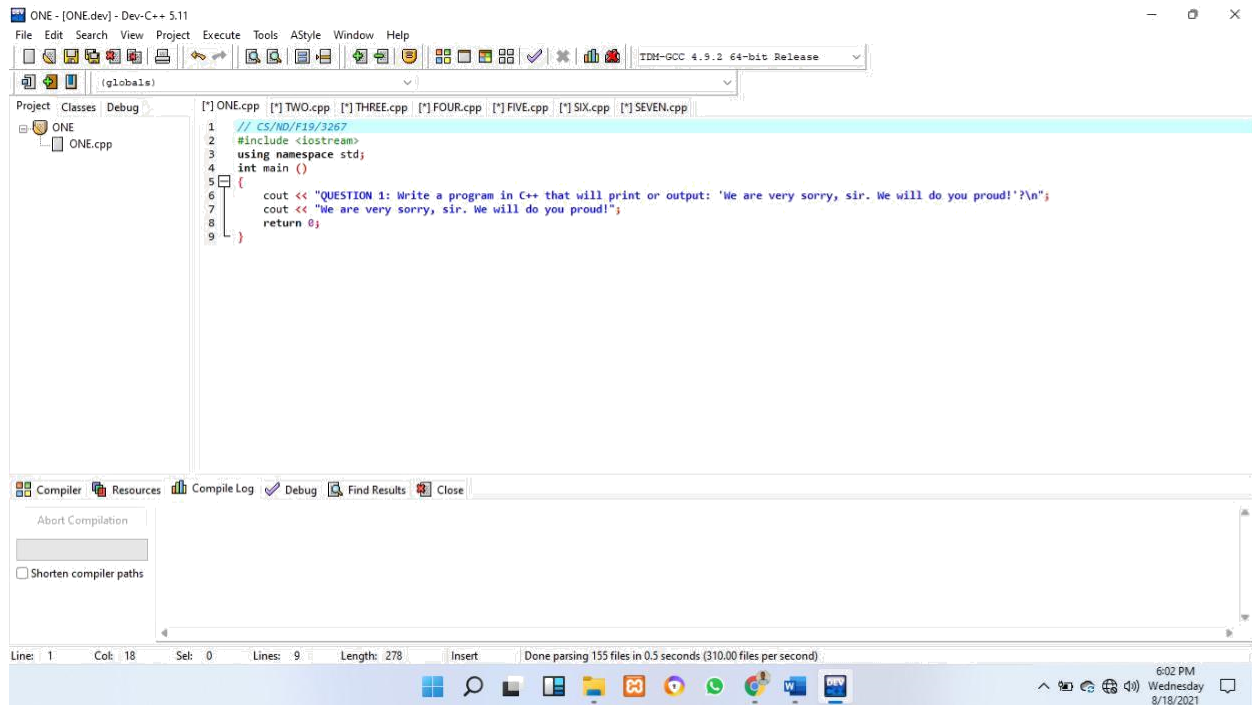 ONE - [ONE.dev] - Dev-C++ 5.11
File Edit Search View Project Execute Tools AStyle Window Help
TDM-GCC 4.9.2 64-bit Release
(globals)
Project Classes Debug
[*] ONE.cpp [*] TWO.cpp [*] THREE.cpp [*] FOUR.cpp [*] FIVE.cpp [*] SIX.cpp [*] SEVEN.cpp
ONE
ONE.cpp
1 // CS/ND/F19/3267
2 #include <iostream>
3 using namespace std;
4 int main ()
5 {
6 cout << "QUESTION 1: Write a program in C++ that will print or output: 'We are very sorry, sir. We will do you proud!'?\n";
7 cout << "We are very sorry, sir. We will do you proud!";
8 return 0;
9 }
Compiler Resources Compile Log Debug Find Results Close
Abort Compilation
Shorten compiler paths
Line: 1 Col: 18 Sel: 0 Lines: 9 Length: 278 Insert Done parsing 155 files in 0.5 seconds (310.00 files per second)
6:02 PM
Wednesday
8/18/2021